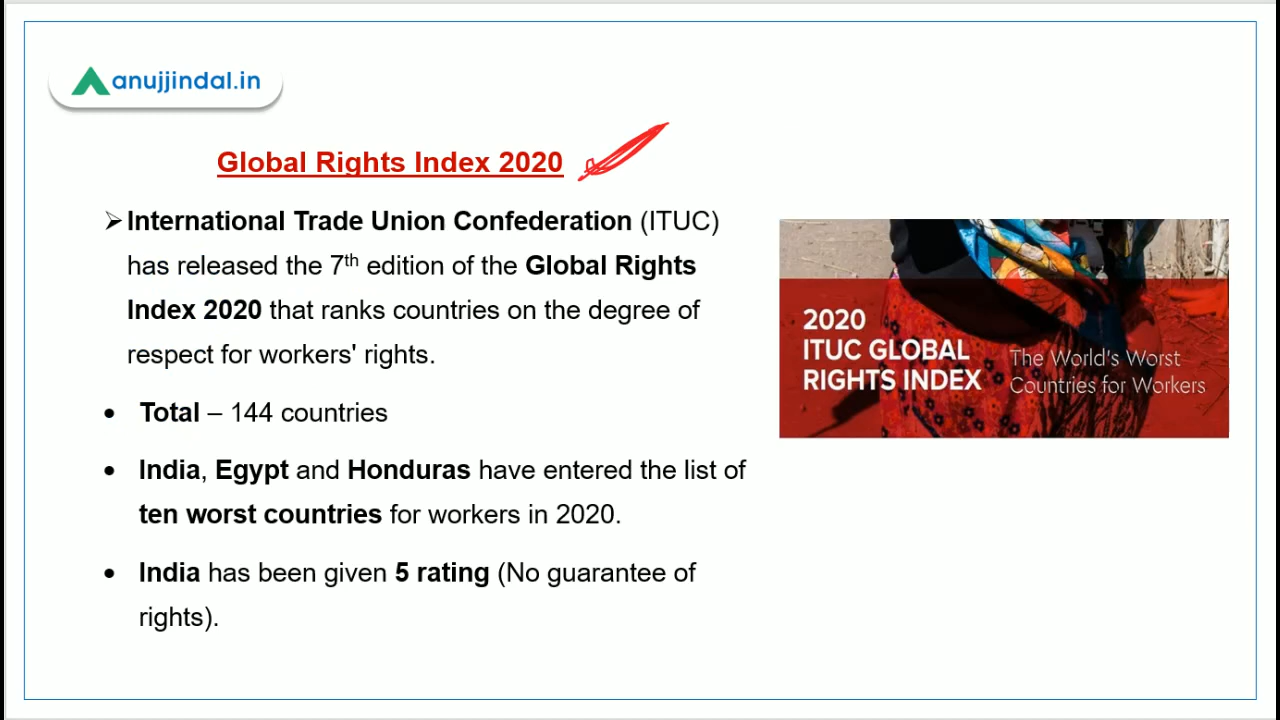 anujjindal.in
Global Rights Index 2020
➢ International Trade Union Confederation (ITUC)
has released the 7th edition of the Global Rights
Index 2020 that ranks countries on the degree of
respect for workers' rights.
• Total – 144 countries
• India, Egypt and Honduras have entered the list of
ten worst countries for workers in 2020.
• India has been given 5 rating (No guarantee of
rights).
2020
ITUC GLOBAL
RIGHTS INDEX
The World's Worst
Countries for Workers